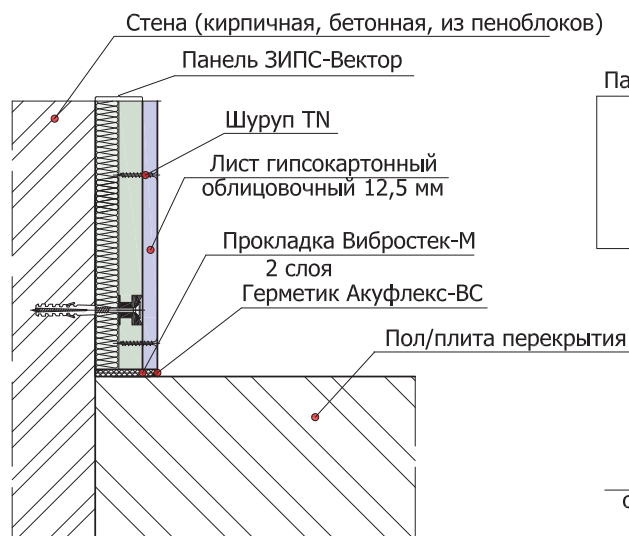 Стена (кирпичная, бетонная, из пеноблоков)
Панель ЗИПС-Вектор
Па
Шуруп TN
Лист гипсокартонный
облицовочный 12,5 мм
Прокладка Вибростек-М
2 слоя
Герметик Акуфлекс-ВС
Пол/плита перекрытия